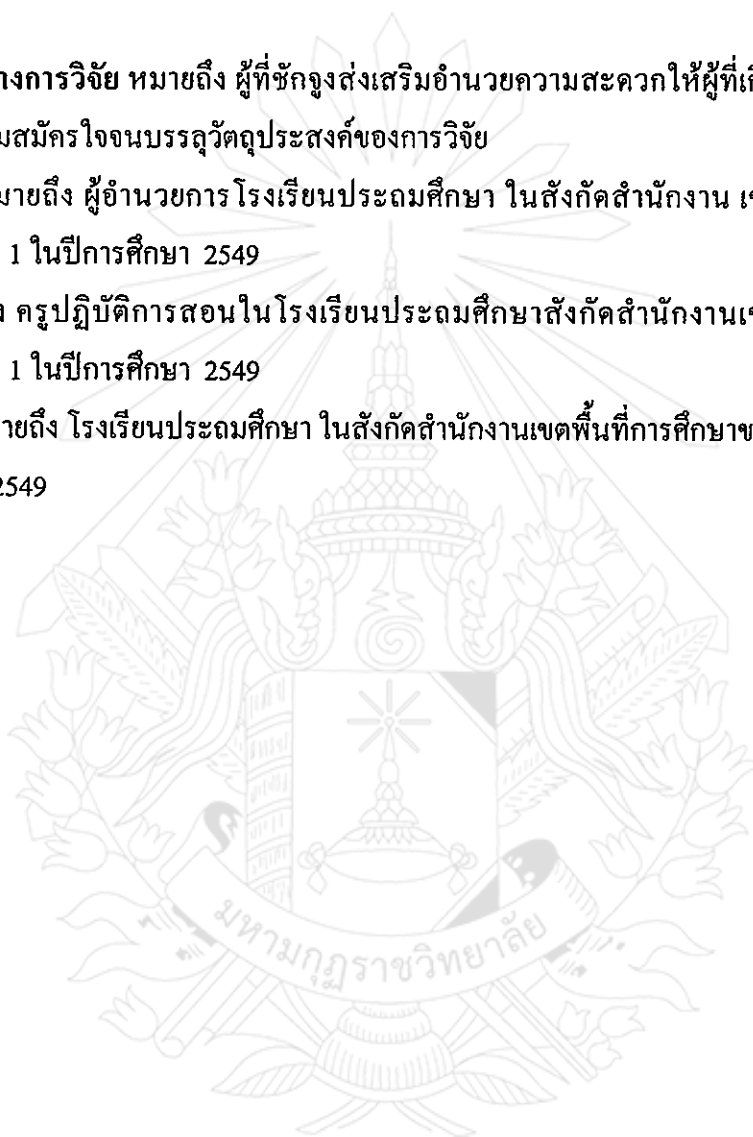 างการวิจัย หมายถึง ผู้ที่ชักจูงส่งเสริมอำนวยความสะดวกให้ผู้ที่เกี
มสมัครใจจนบรรลุวัตถุประสงค์ของการวิจัย
มายถึง ผู้อำนวยการโรงเรียนประถมศึกษา ในสังกัดสำนักงาน เข
1 ในปีการศึกษา 2549
ง ครูปฏิบัติการสอนในโรงเรียนประถมศึกษาสังกัดสำนักงานเข
1 ในปีการศึกษา 2549
ายถึง โรงเรียนประถมศึกษา ในสังกัดสำนักงานเขตพื้นที่การศึกษาข
2549
มหามกุฏราชวิทยาลัย